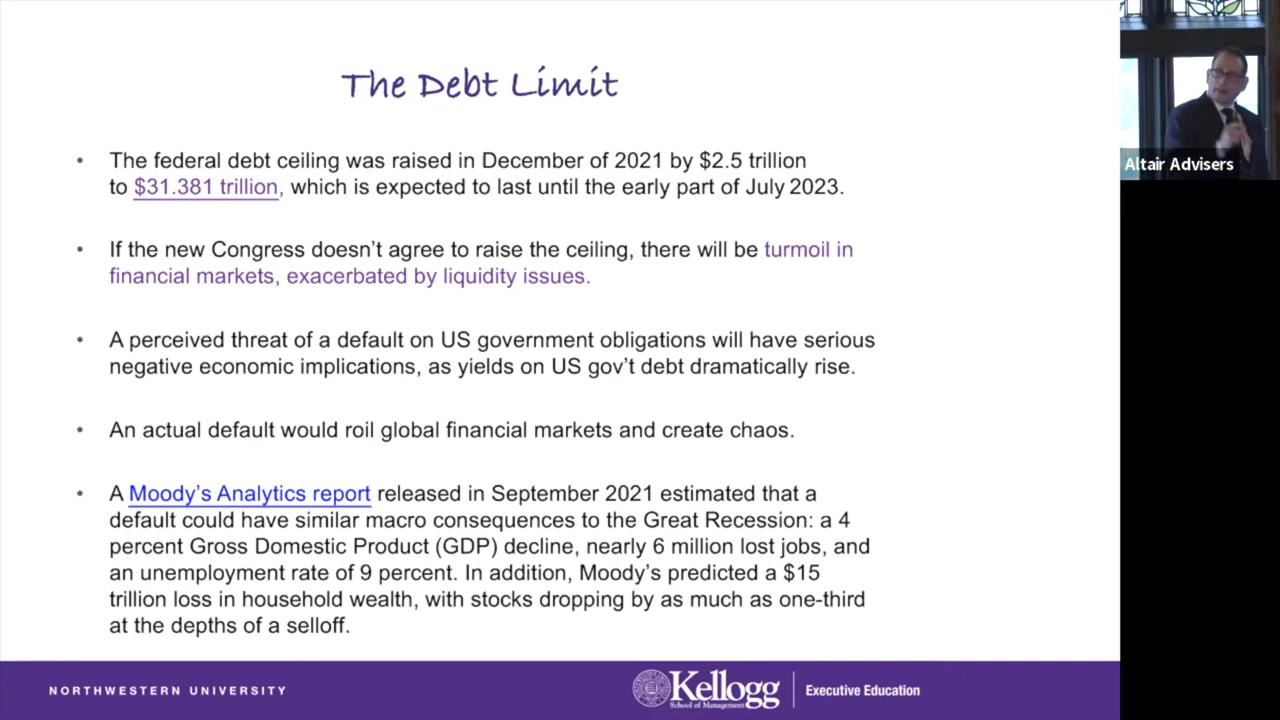 The Debt Limit
• The federal debt ceiling was raised in December of 2021 by $2.5 trillion
to $31.381 trillion, which is expected to last until the early part of July 2023.
• If the new Congress doesn’t agree to raise the ceiling, there will be turmoil in
financial markets, exacerbated by liquidity issues.
• A perceived threat of a default on US government obligations will have serious
negative economic implications, as yields on US gov’t debt dramatically rise.
• An actual default would roil global financial markets and create chaos.
• A Moody’s Analytics report released in September 2021 estimated that a
default could have similar macro consequences to the Great Recession: a 4
percent Gross Domestic Product (GDP) decline, nearly 6 million lost jobs, and
an unemployment rate of 9 percent. In addition, Moody’s predicted a $15
trillion loss in household wealth, with stocks dropping by as much as one-third
at the depths of a selloff.
NORTHWESTERN UNIVERSITY
Kellogg
School of Management
Executive Education
Altair Advisers